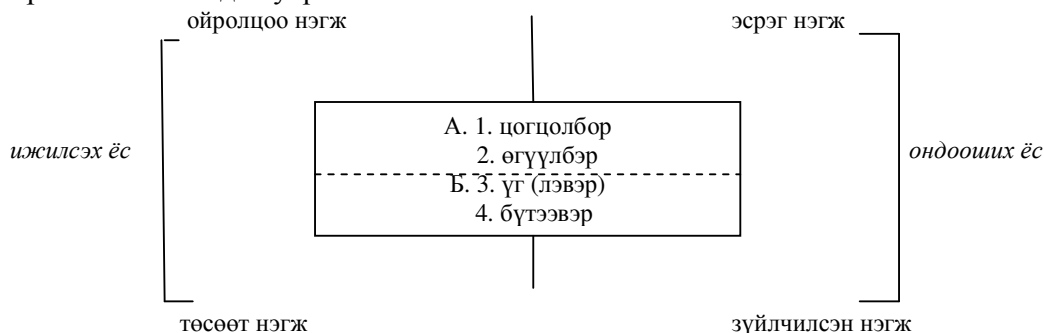 ойролцоо нэгж эсрэг нэгж
А. 1. цогцолбор
2. өгүүлбэр
ижилсэх ёс ондооших ёс
Б. 3. үг (лэвэр)
4. бүтээвэр
төсөөт нэгж зүйлчилсэн нэгж